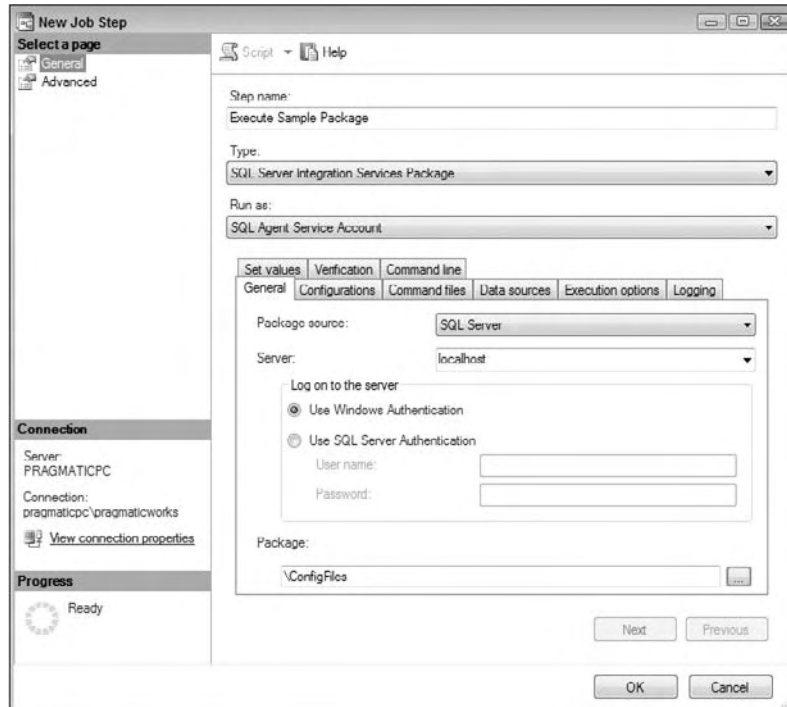 New Job Step
Select a page
General
Advanced
Script
Help
Step name:
Execute Sample Package
Type:
SQL Server Integration Services Package
Run as:
SQL Agent Service Account
Set values
Verification
Command line
General
Configurations
Command files
Data sources
Execution options
Logging
Package source:
SQL Server
Server:
localhost
Log on to the server
Use Windows Authentication
Use SQL Server Authentication
User name:
Password:
Package:
\ConfigFiles
...
Connection
Server:
PRAGMATICPC
Connection:
pragmaticpc\pragmaticworks
View connection properties
Progress
Ready
Next
Previous
OK
Cancel